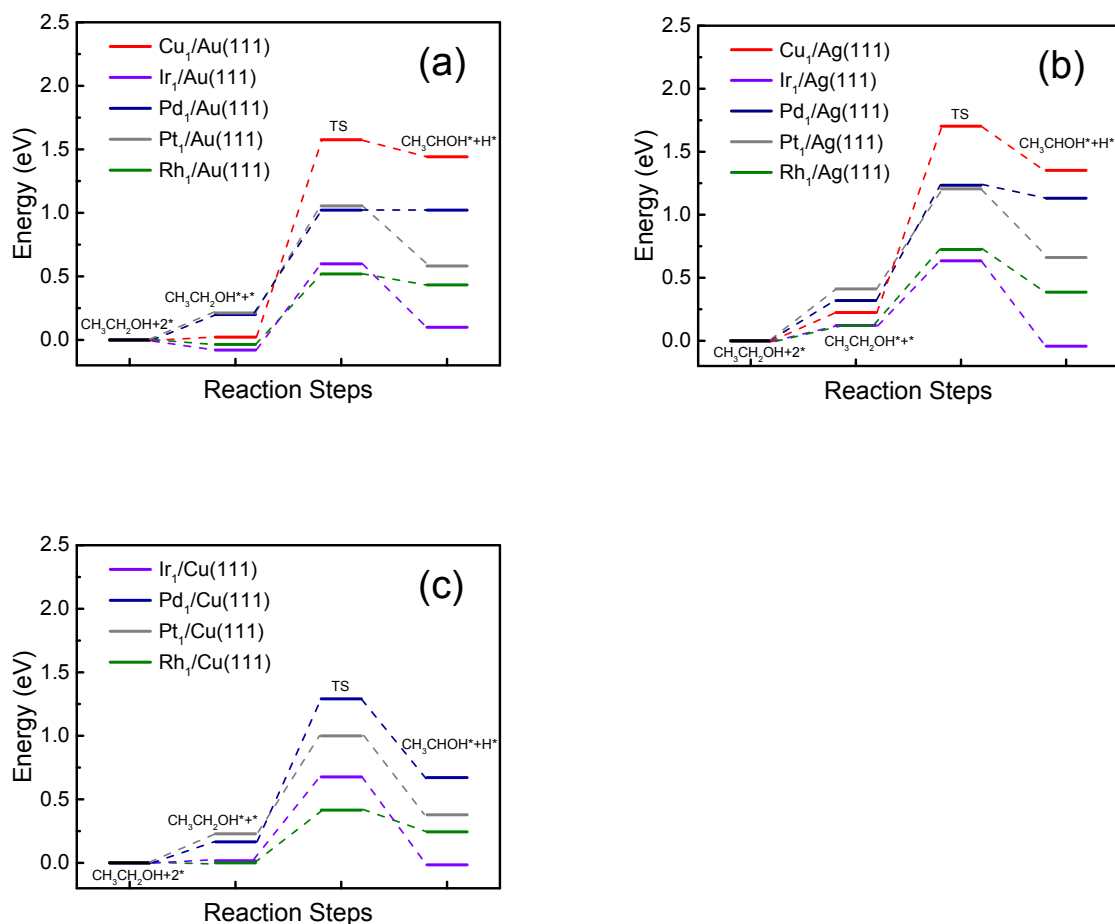 (a)
Cu₁/Au(111)
Ir₁/Au(111)
Pd₁/Au(111)
Pt₁/Au(111)
Rh₁/Au(111)
2.5
2.0
1.5
1.0
0.5
0.0
Energy (eV)
CH₃CH₂OH+2*
CH₃CH₂OH*+*
TS
CH₃CHOH*+H*
Reaction Steps
(b)
Cu₁/Ag(111)
Ir₁/Ag(111)
Pd₁/Ag(111)
Pt₁/Ag(111)
Rh₁/Ag(111)
2.5
2.0
1.5
1.0
0.5
0.0
Energy (eV)
CH₃CH₂OH+2*
CH₃CH₂OH*+*
TS
CH₃CHOH*+H*
Reaction Steps
(c)
Ir₁/Cu(111)
Pd₁/Cu(111)
Pt₁/Cu(111)
Rh₁/Cu(111)
2.5
2.0
1.5
1.0
0.5
0.0
Energy (eV)
CH₃CH₂OH+2*
CH₃CH₂OH*+*
TS
CH₃CHOH*+H*
Reaction Steps